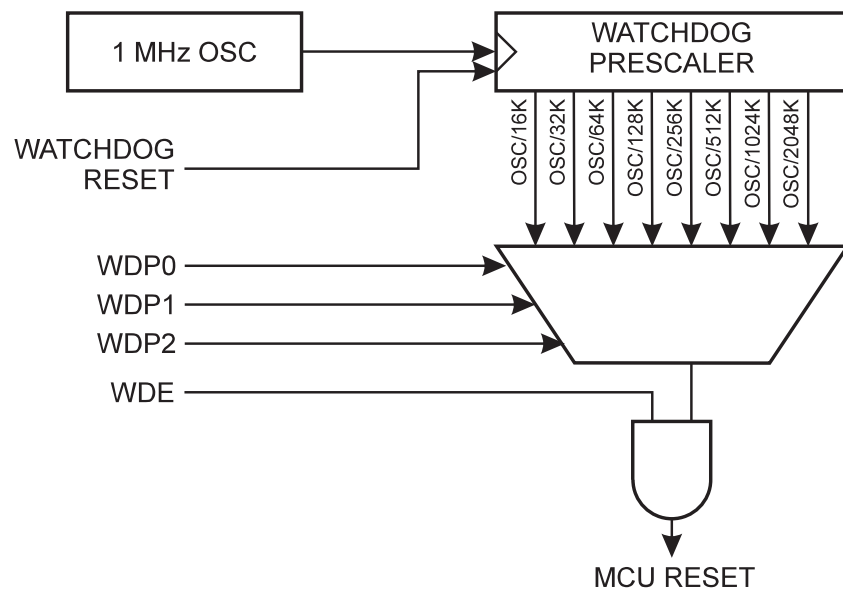 1 MHz OSC
WATCHDOG
PRESCALER
OSC/16K
OSC/32K
OSC/64K
OSC/128K
OSC/256K
OSC/512K
OSC/1024K
OSC/2048K
WATCHDOG
RESET
WDP0
WDP1
WDP2
WDE
MCU RESET